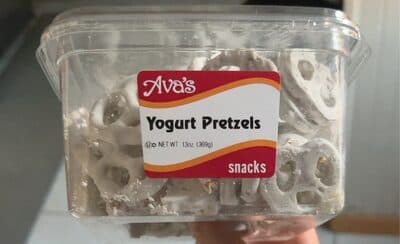 Ava's
Yogurt Pretzels
NET WT. 13oz. (369g)
snacks